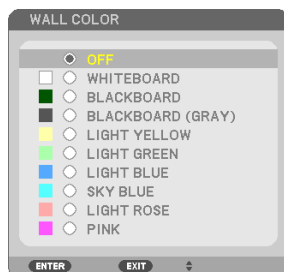 WALL COLOR
OFF
WHITEBOARD
BLACKBOARD
BLACKBOARD (GRAY)
LIGHT YELLOW
LIGHT GREEN
LIGHT BLUE
SKY BLUE
LIGHT ROSE
PINK
ENTER EXIT